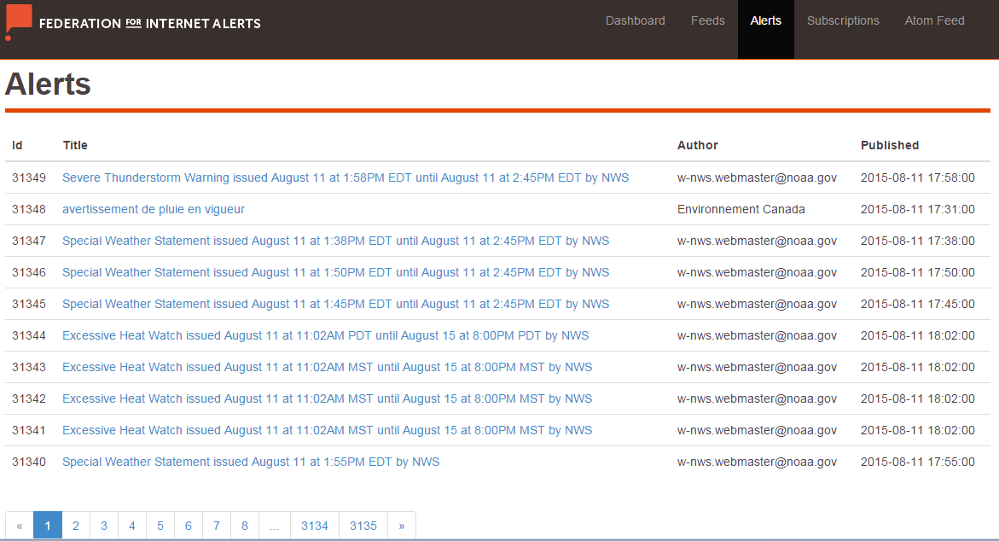 FEDERATION FOR INTERNET ALERTS
Dashboard Feeds Alerts Subscriptions Atom Feed
Alerts
Id Title Author Published
31349 Severe Thunderstorm Warning issued August 11 at 1:58PM EDT until August 11 at 2:45PM EDT by NWS w-nws.webmaster@noaa.gov 2015-08-11 17:58:00
31348 avertissement de pluie en vigueur Environnement Canada 2015-08-11 17:31:00
31347 Special Weather Statement issued August 11 at 1:38PM EDT until August 11 at 2:45PM EDT by NWS w-nws.webmaster@noaa.gov 2015-08-11 17:38:00
31346 Special Weather Statement issued August 11 at 1:50PM EDT until August 11 at 2:45PM EDT by NWS w-nws.webmaster@noaa.gov 2015-08-11 17:50:00
31345 Special Weather Statement issued August 11 at 1:45PM EDT until August 11 at 2:45PM EDT by NWS w-nws.webmaster@noaa.gov 2015-08-11 17:45:00
31344 Excessive Heat Watch issued August 11 at 11:02AM PDT until August 15 at 8:00PM PDT by NWS w-nws.webmaster@noaa.gov 2015-08-11 18:02:00
31343 Excessive Heat Watch issued August 11 at 11:02AM MST until August 15 at 8:00PM MST by NWS w-nws.webmaster@noaa.gov 2015-08-11 18:02:00
31342 Excessive Heat Watch issued August 11 at 11:02AM MST until August 15 at 8:00PM MST by NWS w-nws.webmaster@noaa.gov 2015-08-11 18:02:00
31341 Excessive Heat Watch issued August 11 at 11:02AM MST until August 15 at 8:00PM MST by NWS w-nws.webmaster@noaa.gov 2015-08-11 18:02:00
31340 Special Weather Statement issued August 11 at 1:55PM EDT by NWS w-nws.webmaster@noaa.gov 2015-08-11 17:55:00
« 1 2 3 4 5 6 7 8 ... 3134 3135 »